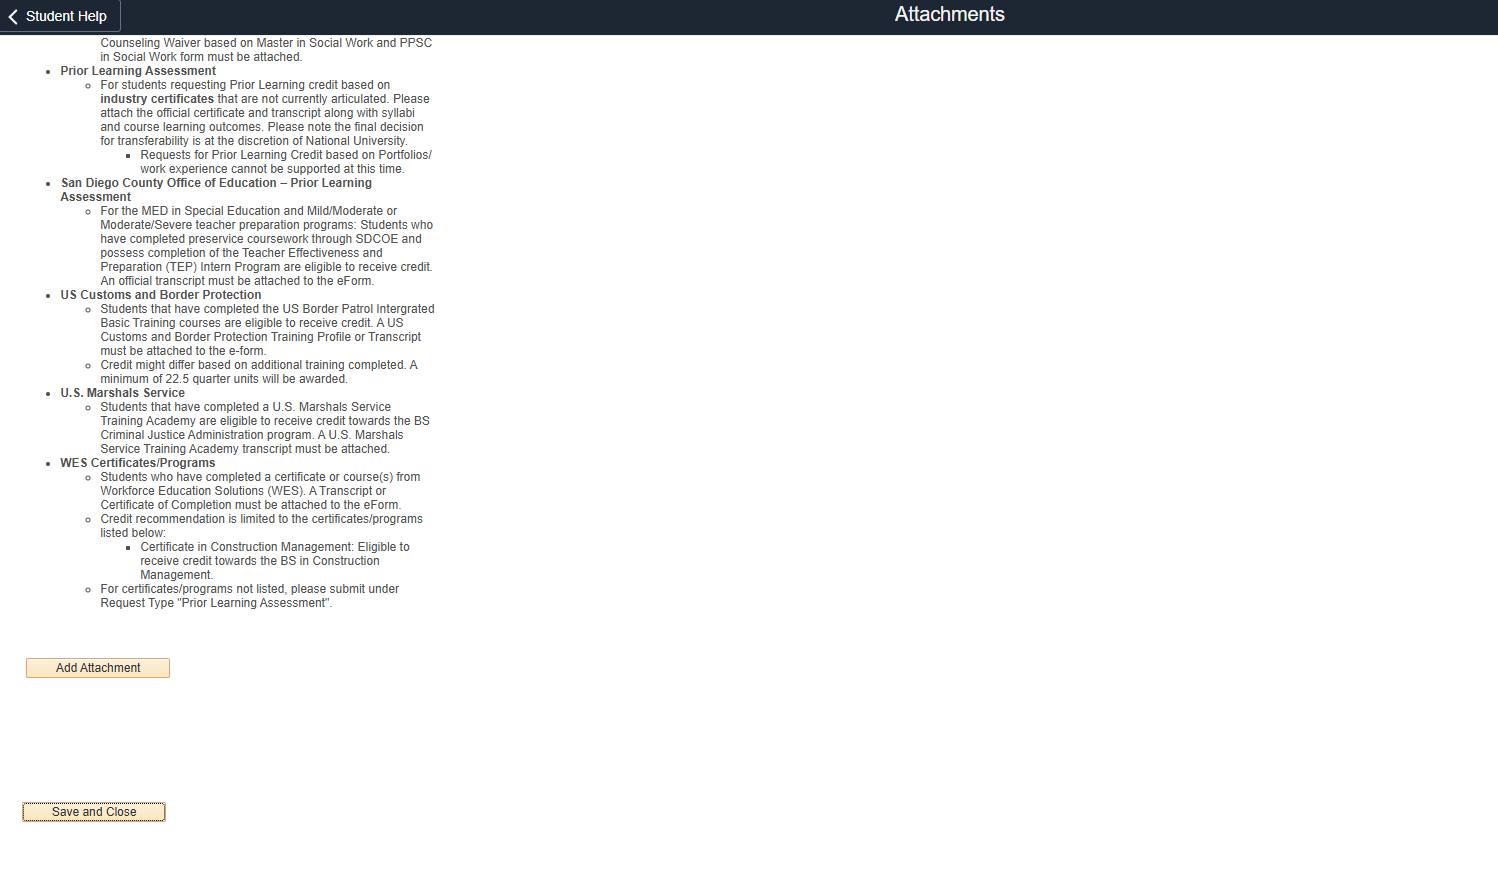 Student Help
Attachments
Counseling Waiver based on Master in Social Work and PPSC
in Social Work form must be attached.
Prior Learning Assessment
For students requesting Prior Learning credit based on
industry certificates that are not currently articulated. Please
attach the official certificate and transcript along with syllabi
and course learning outcomes. Please note the final decision
for transferability is at the discretion of National University.
Requests for Prior Learning Credit based on Portfolios/
work experience cannot be supported at this time.
San Diego County Office of Education – Prior Learning
Assessment
For the MED in Special Education and Mild/Moderate or
Moderate/Severe teacher preparation programs: Students who
have completed preservice coursework through SDCOE and
possess completion of the Teacher Effectiveness and
Preparation (TEP) Intern Program are eligible to receive credit.
An official transcript must be attached to the eForm.
US Customs and Border Protection
Students that have completed the US Border Patrol Intergrated
Basic Training courses are eligible to receive credit. A US
Customs and Border Protection Training Profile or Transcript
must be attached to the e-form.
Credit might differ based on additional training completed. A
minimum of 22.5 quarter units will be awarded.
U.S. Marshals Service
Students that have completed a U.S. Marshals Service
Training Academy are eligible to receive credit towards the BS
Criminal Justice Administration program. A U.S. Marshals
Service Training Academy transcript must be attached.
WES Certificates/Programs
Students who have completed a certificate or course(s) from
Workforce Education Solutions (WES). A Transcript or
Certificate of Completion must be attached to the eForm.
Credit recommendation is limited to the certificates/programs
listed below:
Certificate in Construction Management: Eligible to
receive credit towards the BS in Construction
Management.
For certificates/programs not listed, please submit under
Request Type "Prior Learning Assessment".
Add Attachment
Save and Close